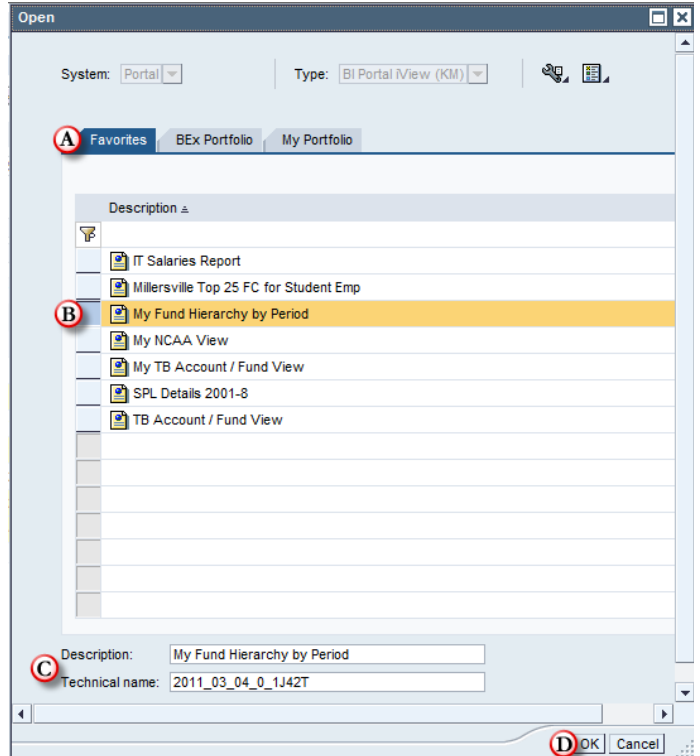 Open
System: Portal Type: BI Portal iView (KM)
A Favorites BEx Portfolio My Portfolio
Description
IT Salaries Report
Millersville Top 25 FC for Student Emp
B My Fund Hierarchy by Period
My NCAA View
My TB Account / Fund View
SPL Details 2001-8
TB Account / Fund View
Description: My Fund Hierarchy by Period
C
Technical name: 2011_03_04_0_1J42T
D OK Cancel